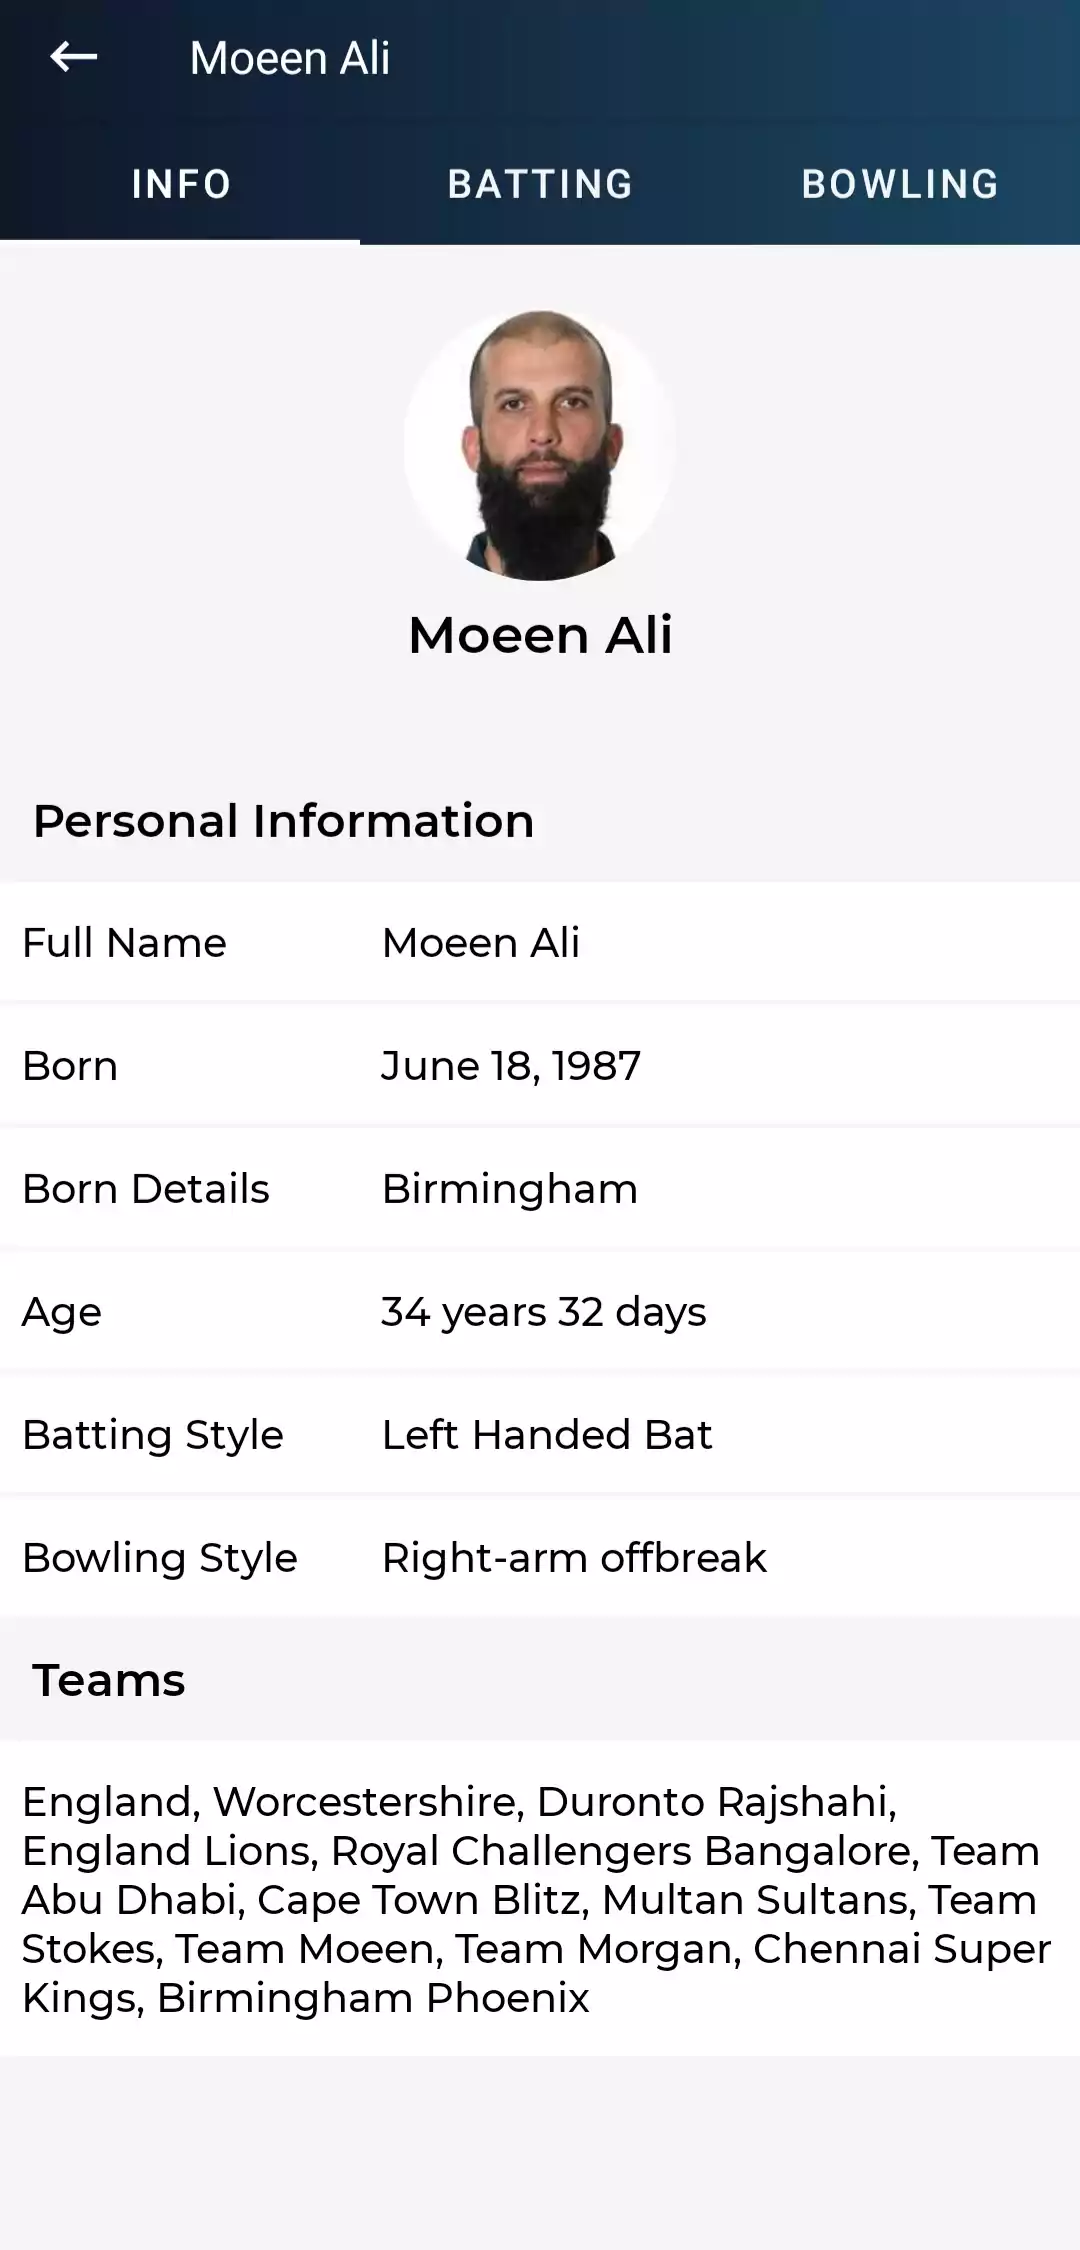 Moeen Ali
INFO BATTING BOWLING
Moeen Ali
Personal Information
Full Name Moeen Ali
Born June 18, 1987
Born Details Birmingham
Age 34 years 32 days
Batting Style Left Handed Bat
Bowling Style Right-arm offbreak
Teams
England, Worcestershire, Duronto Rajshahi,
England Lions, Royal Challengers Bangalore, Team
Abu Dhabi, Cape Town Blitz, Multan Sultans, Team
Stokes, Team Moeen, Team Morgan, Chennai Super
Kings, Birmingham Phoenix